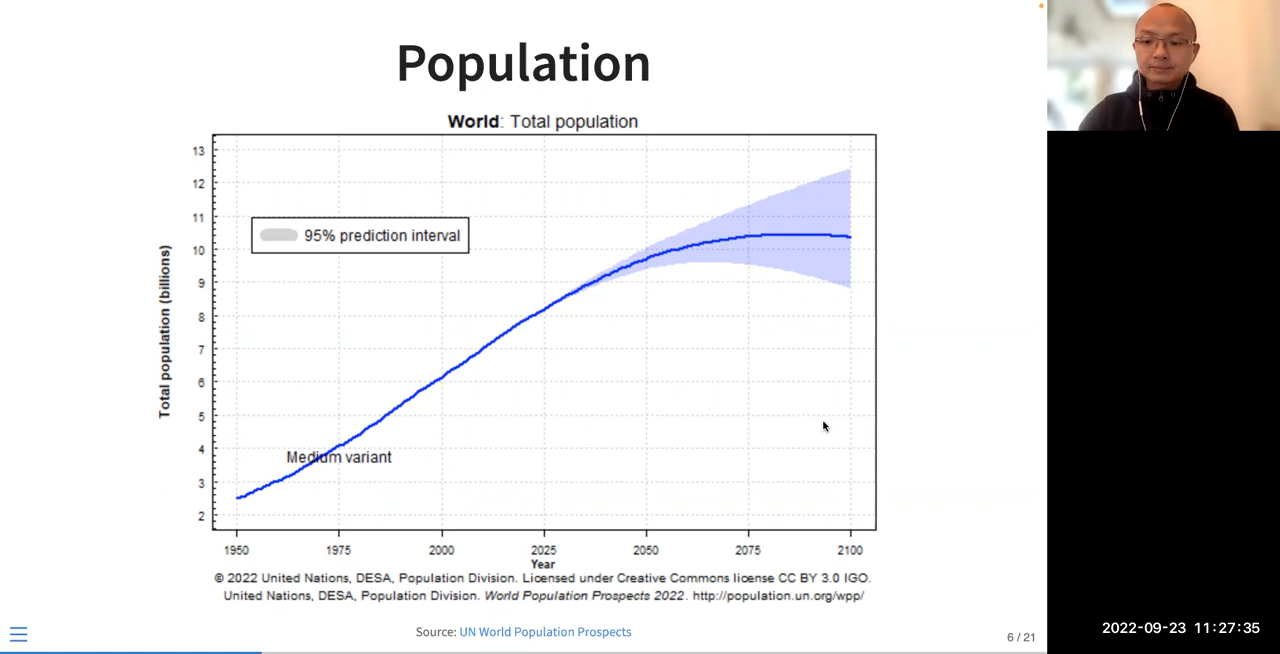 Population
World: Total population
13
12
11
10
9
8
7
6
5
4
3
2
Total population (billions)
95% prediction interval
Medium variant
1950 1975 2000 2025 2050 2075 2100
Year
© 2022 United Nations, DESA, Population Division. Licensed under Creative Commons license CC BY 3.0 IGO.
United Nations, DESA, Population Division. World Population Prospects 2022. http://population.un.org/wpp/
Source: UN World Population Prospects
6 / 21
2022-09-23 11:27:35